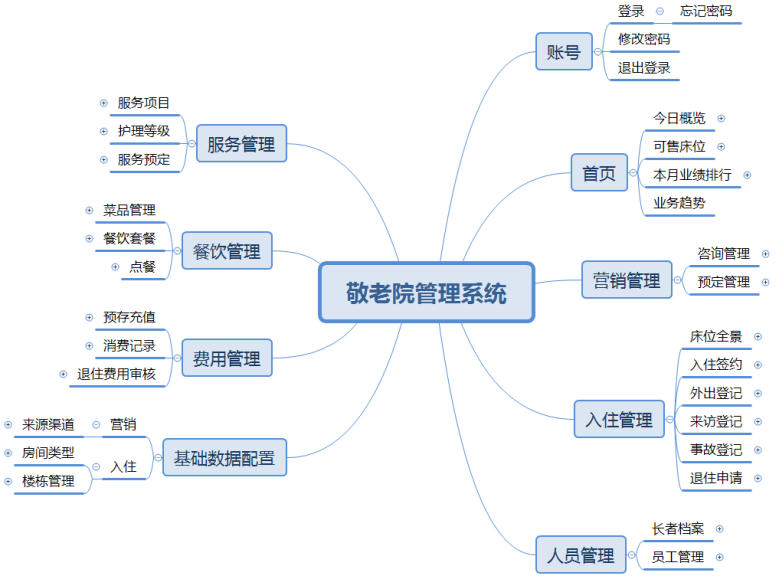 敬老院管理系统
账号
登录
忘记密码
修改密码
退出登录
首页
今日概览
可售床位
本月业绩排行
业务趋势
营销管理
咨询管理
预定管理
入住管理
床位全景
入住签约
外出登记
来访登记
事故登记
退住申请
人员管理
长者档案
员工管理
服务管理
服务项目
护理等级
服务预定
餐饮管理
菜品管理
餐饮套餐
点餐
费用管理
预存充值
消费记录
退住费用审核
基础数据配置
营销
来源渠道
入住
房间类型
楼栋管理